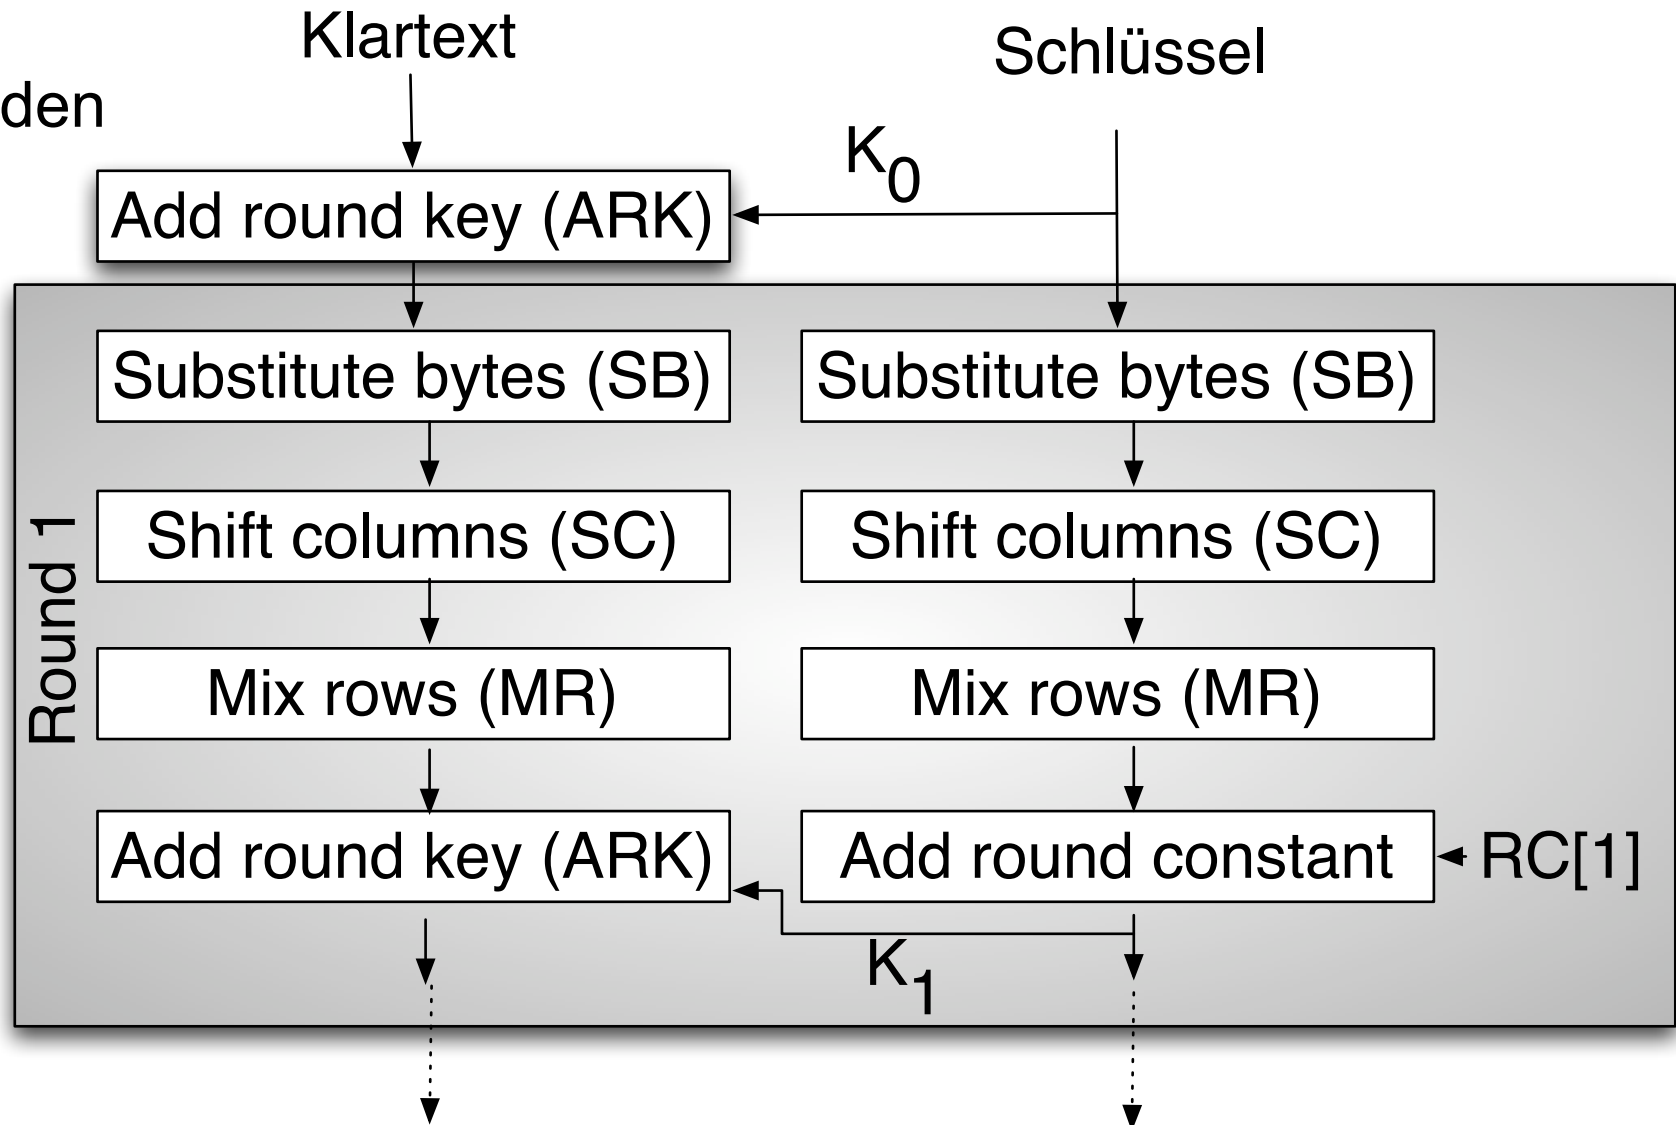 Klartext
Schlüssel
den
K0
Add round key (ARK)
Substitute bytes (SB)
Substitute bytes (SB)
Shift columns (SC)
Shift columns (SC)
Round 1
Mix rows (MR)
Mix rows (MR)
Add round key (ARK)
Add round constant
RC[1]
K1